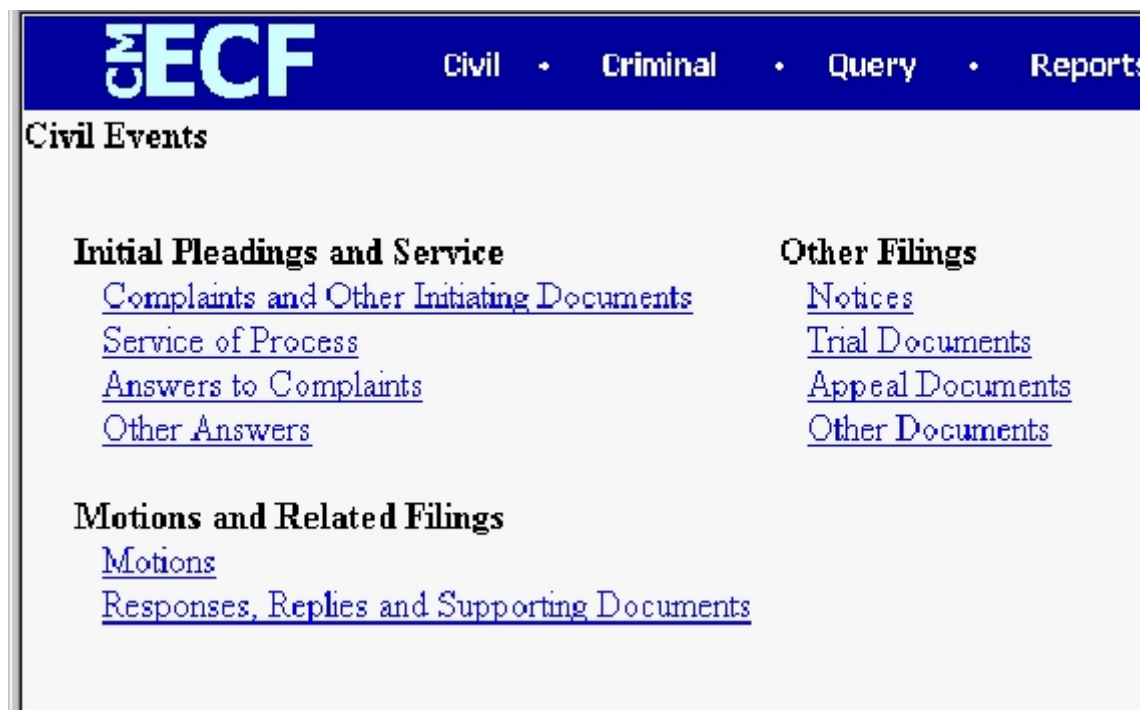 CM ECF Civil • Criminal • Query • Reports
Civil Events
Initial Pleadings and Service
Complaints and Other Initiating Documents
Service of Process
Answers to Complaints
Other Answers
Other Filings
Notices
Trial Documents
Appeal Documents
Other Documents
Motions and Related Filings
Motions
Responses, Replies and Supporting Documents